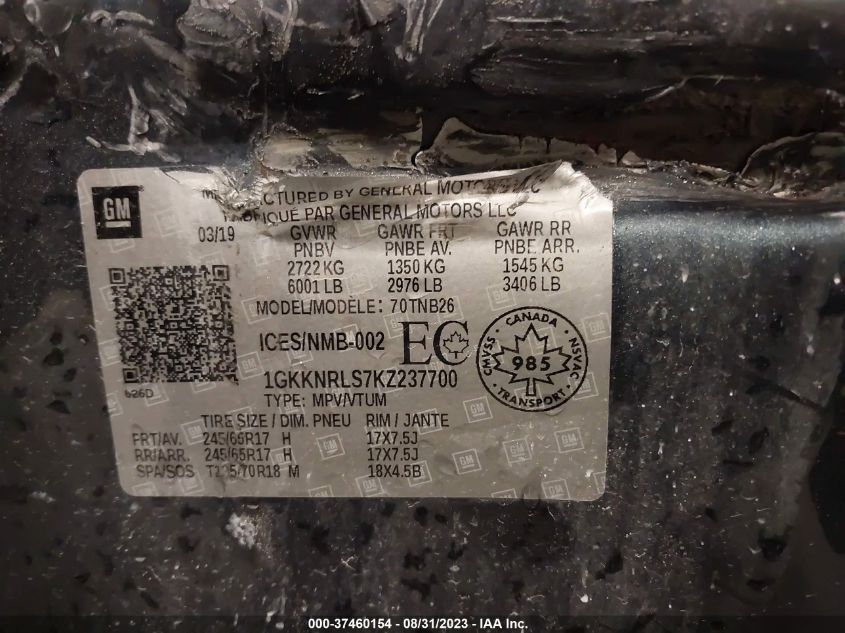 GM
MANUFACTURED BY GENERAL MOTORS LLC
FABRIQUÉ PAR GENERAL MOTORS LLC
03/19
GVWR GAWR FRT GAWR RR
PNBV PNBE AV. PNBE ARR.
2722 KG 1350 KG 1545 KG
6001 LB 2976 LB 3406 LB
MODEL/MODÈLE: 70TNB26
ICES/NMB-002 EC
CANADA
CMVSS 985 NSVAC
TRANSPORT
1GKKNRLS7KZ237700
626D
TYPE: MPV/VTUM
TIRE SIZE / DIM. PNEU RIM / JANTE
FRT/AV. 245/65R17 H 17X7.5J
RR/ARR. 245/65R17 H 17X7.5J
SPA/SOS T135/70R18 M 18X4.5B
000-37460154 - 08/31/2023 - IAA Inc.